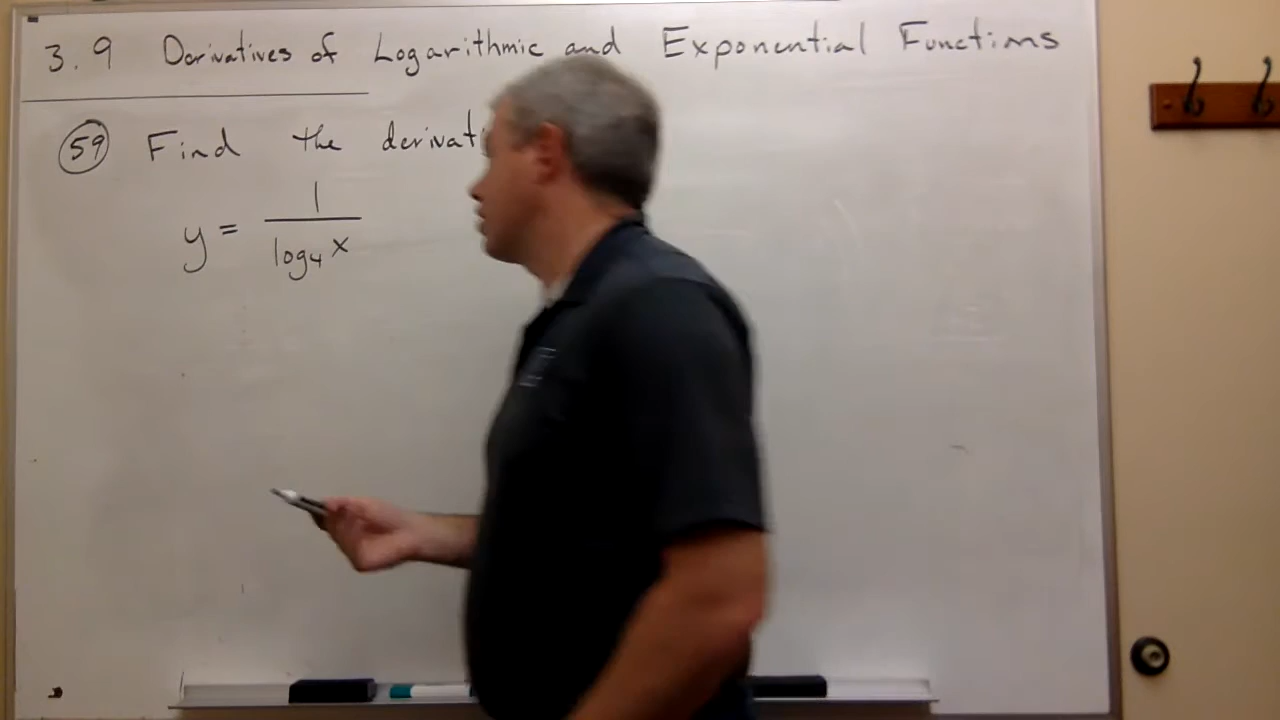 3.9 Derivatives of Logarithmic and Exponential Functions
59 Find the
y = 1 / log₄ x